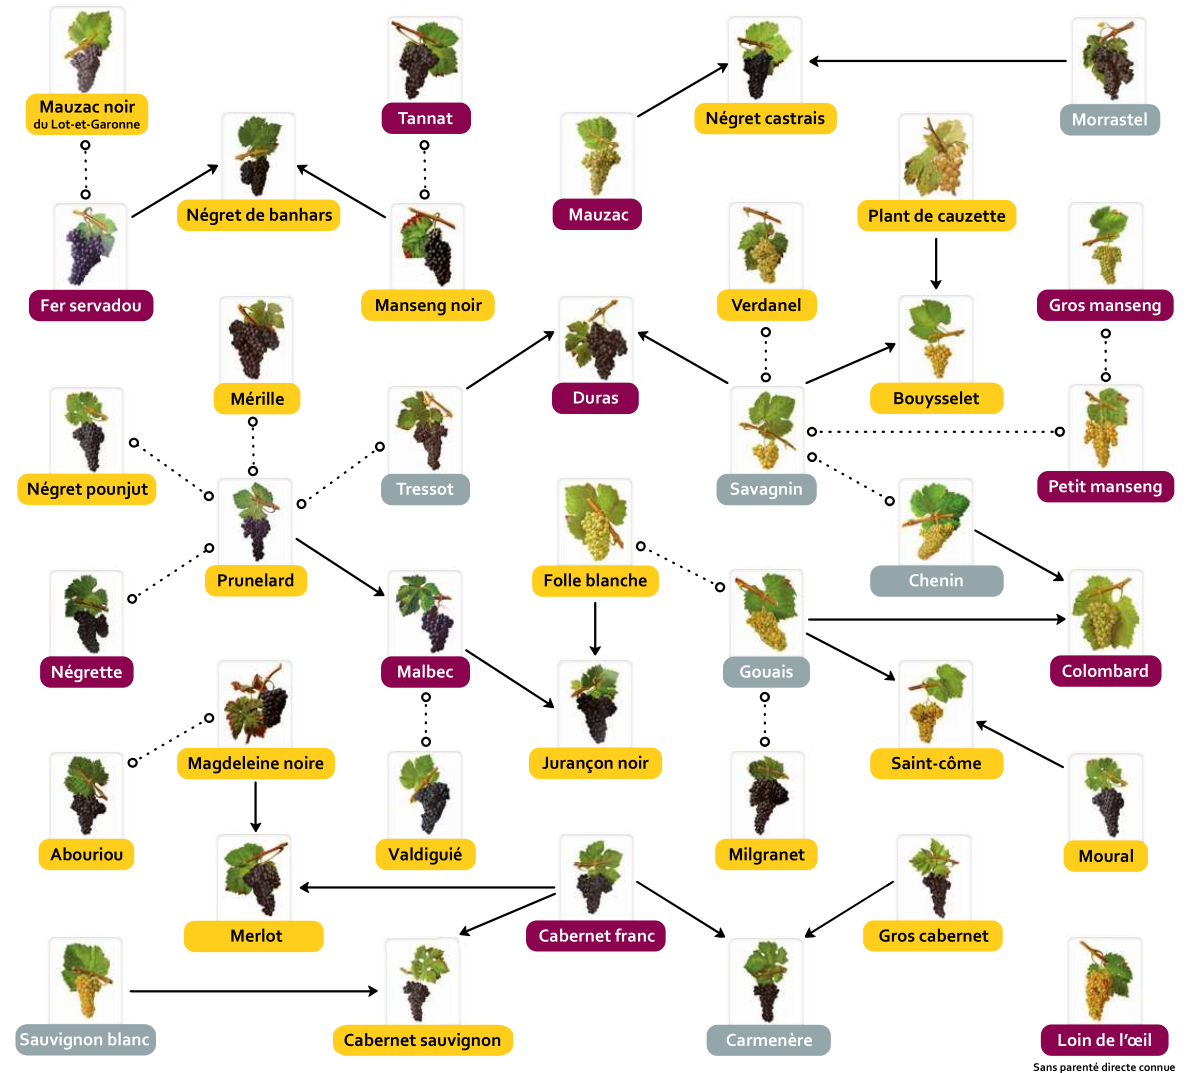 Mauzac noir
du Lot-et-Garonne
Tannat
Négret castrais
Morrastel
Négret de banhars
Mauzac
Plant de cauzette
Fer servadou
Manseng noir
Verdanel
Gros manseng
Mérille
Duras
Bouysselet
Négret pounjut
Tressot
Savagnin
Petit manseng
Prunelard
Folle blanche
Chenin
Négrette
Malbec
Gouais
Colombard
Magdeleine noire
Jurançon noir
Saint-côme
Abouriou
Valdiguié
Milgranet
Moural
Merlot
Cabernet franc
Gros cabernet
Sauvignon blanc
Cabernet sauvignon
Carmenère
Loin de l'œil
Sans parenté directe connue